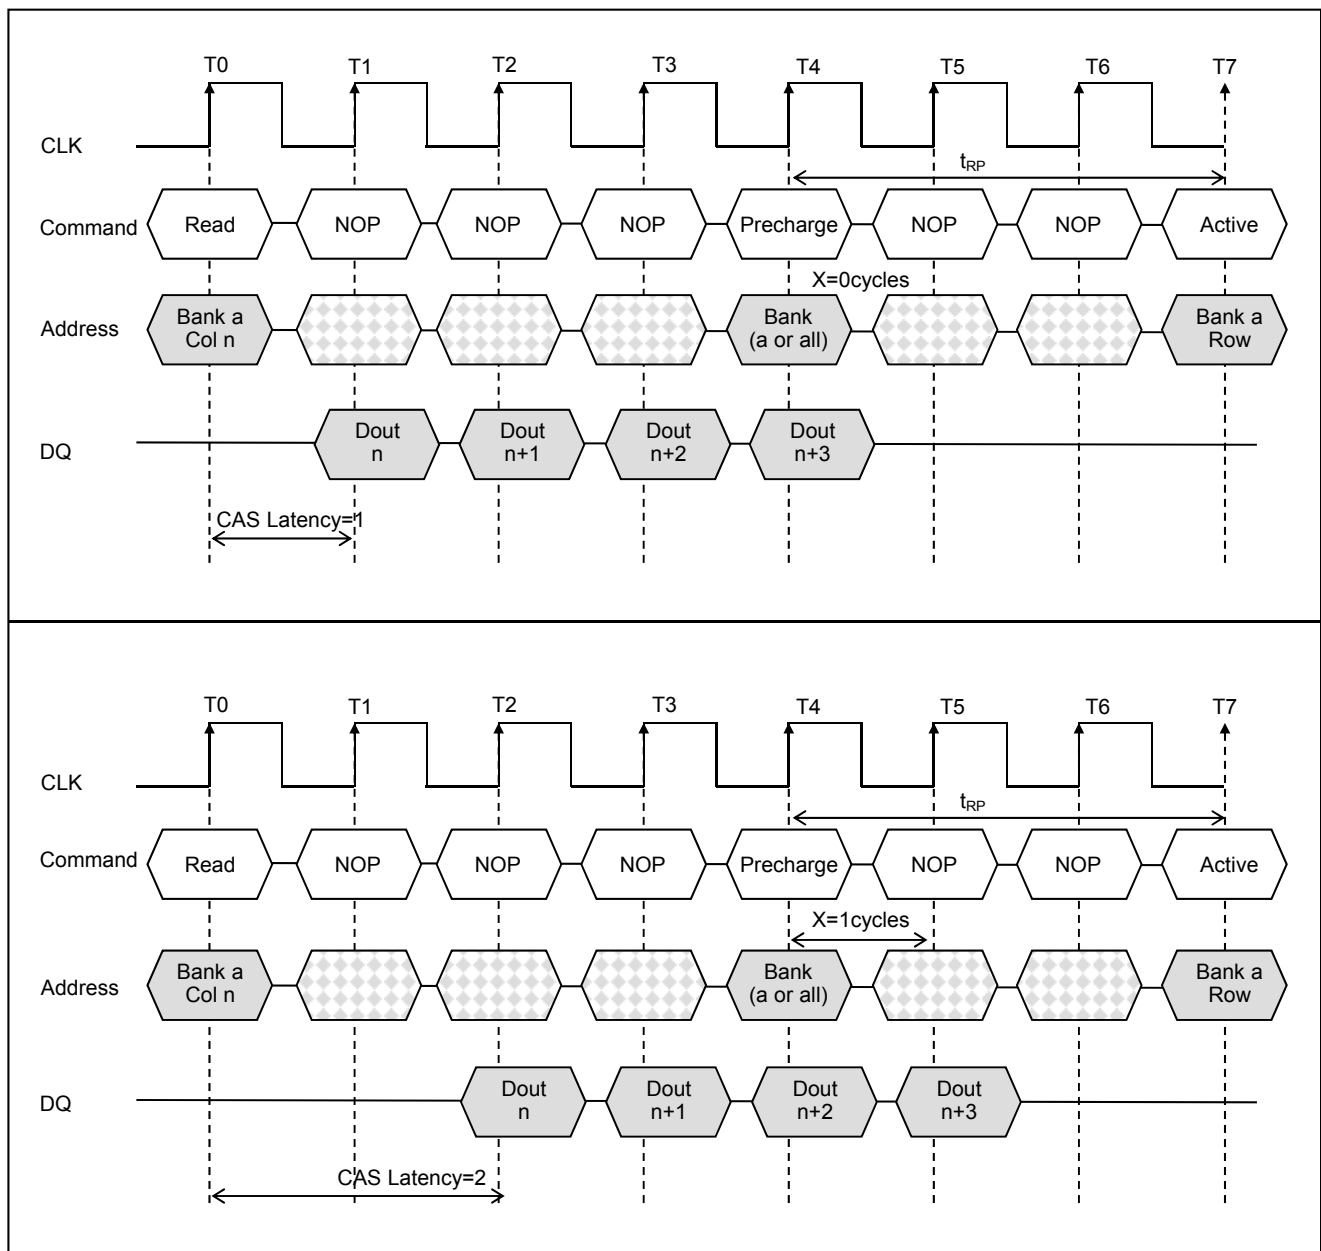 T0 T1 T2 T3 T4 T5 T6 T7
CLK
tRP
Command Read NOP NOP NOP Precharge NOP NOP Active
X=0cycles
Address
Bank a Bank Bank a
Col n (a or all) Row
DQ
Dout Dout Dout Dout
n n+1 n+2 n+3
CAS Latency=1
T0 T1 T2 T3 T4 T5 T6 T7
CLK
tRP
Command Read NOP NOP NOP Precharge NOP NOP Active
X=1cycles
Address
Bank a Bank Bank a
Col n (a or all) Row
DQ
Dout Dout Dout Dout
n n+1 n+2 n+3
CAS Latency=2